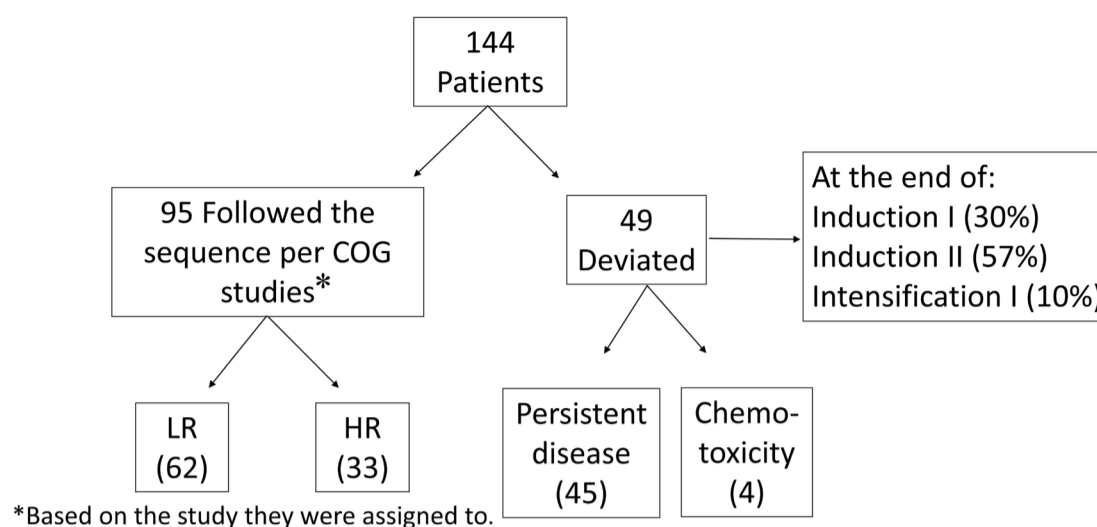 144
Patients
95 Followed the
sequence per COG
studies*
49
Deviated
At the end of:
Induction I (30%)
Induction II (57%)
Intensification I (10%)
LR
(62)
HR
(33)
Persistent
disease
(45)
Chemo-
toxicity
(4)
*Based on the study they were assigned to.